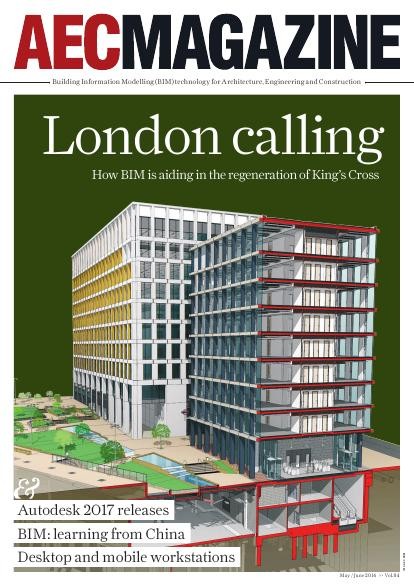 AECMAGAZINE
Building Information Modelling (BIM) technology for Architecture, Engineering and Construction
London calling
How BIM is aiding in the regeneration of King's Cross
&
Autodesk 2017 releases
BIM: learning from China
Desktop and mobile workstations
May / June 2016 >> Vol.84